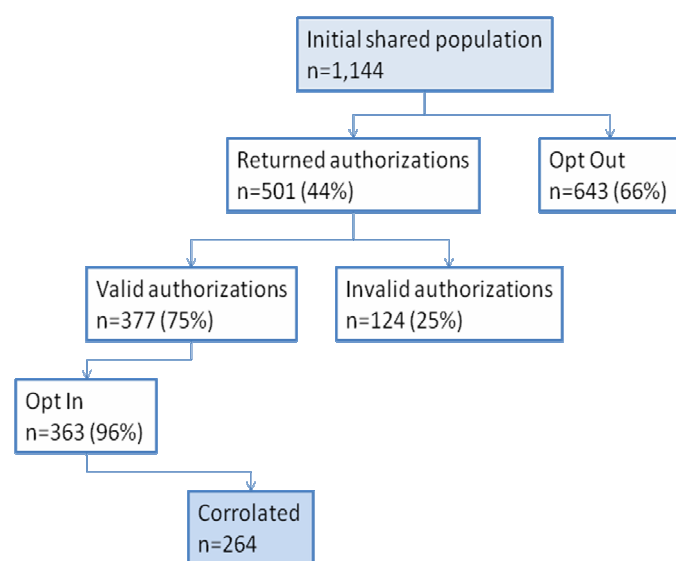 Initial shared population
n=1,144
Returned authorizations
n=501 (44%)
Opt Out
n=643 (66%)
Valid authorizations
n=377 (75%)
Invalid authorizations
n=124 (25%)
Opt In
n=363 (96%)
Corrolated
n=264